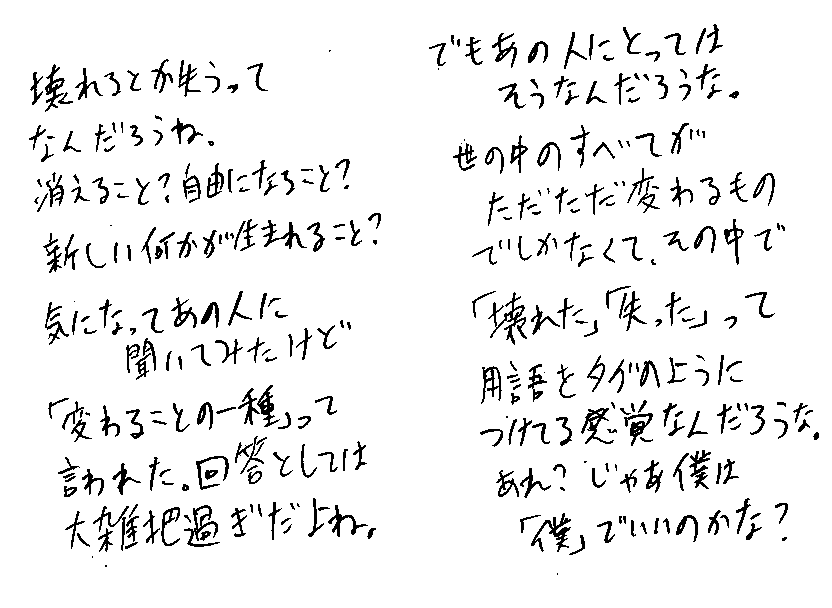 壊れるとか失うって
なんだろうね。
消えること？自由になること？
新しい何かが生まれること？
気になってあの人に
聞いてみたけど
「変わることの一種」って
言われた。回答としては
大雑把過ぎだよね。
でもあの人にとっては
そうなんだろうな。
世の中のすべてが
ただただ変わるもの
でしかなくて、その中で
「壊れた」「失った」って
用語をタグのように
つけてる感覚なんだろうな。
あれ？じゃあ僕は
「僕」でいいのかな？